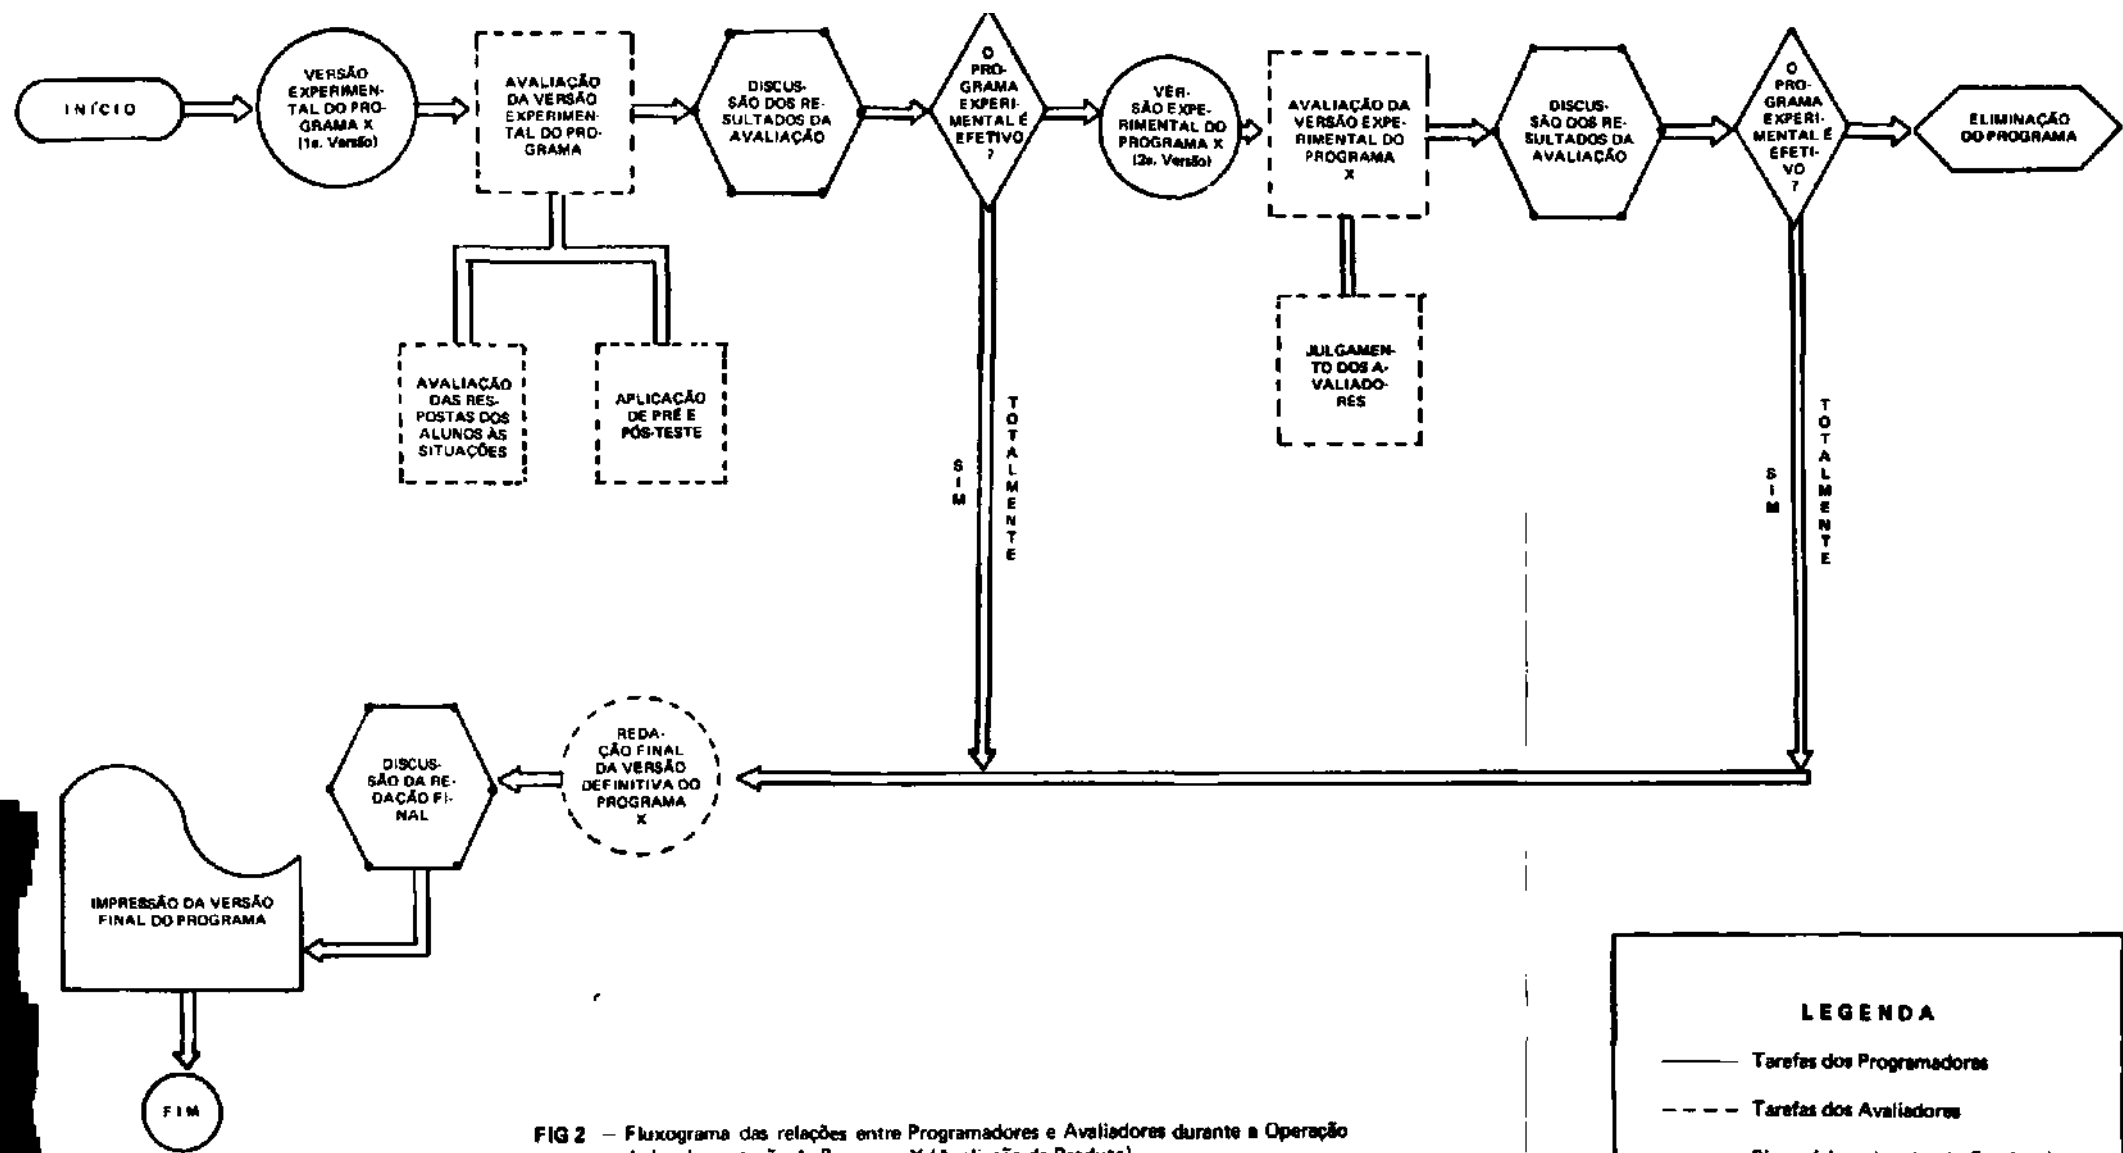 INÍCIO
VERSÃO
EXPERIMEN-
TAL DO PRO-
GRAMA X
(1a. Versão)
AVALIAÇÃO
DA VERSÃO
EXPERIMEN-
TAL DO PRO-
GRAMA
DISCUS-
SÃO DOS RE-
SULTADOS DA
AVALIAÇÃO
O
PRO-
GRAMA
EXPERI-
MENTAL É
EFETIVO
?
VER-
SÃO EXPE-
RIMENTAL DO
PROGRAMA X
(2a. Versão)
AVALIAÇÃO DA
VERSÃO EXPE-
RIMENTAL DO
PROGRAMA
X
DISCUS-
SÃO DOS RE-
SULTADOS DA
AVALIAÇÃO
O
PRO-
GRAMA
EXPERI-
MENTAL É
EFETI-
VO
?
ELIMINAÇÃO
DO PROGRAMA
AVALIAÇÃO
DAS RES-
POSTAS DOS
ALUNOS ÀS
SITUAÇÕES
APLICAÇÃO
DE PRÉ E
PÓS-TESTE
JULGAMEN-
TO DOS A-
VALIADO-
RES
SIM
TOTALMENTE
SIM
TOTALMENTE
REDA-
ÇÃO FINAL
DA VERSÃO
DEFINITIVA DO
PROGRAMA
X
DISCUS-
SÃO DA RE-
DAÇÃO FI-
NAL
IMPRESSÃO DA VERSÃO
FINAL DO PROGRAMA
FIM
LEGENDA
Tarefas dos Programadores
Tarefas dos Avaliadores
FIG 2 – Fluxograma das relações entre Programadores e Avaliadores durante a Operação